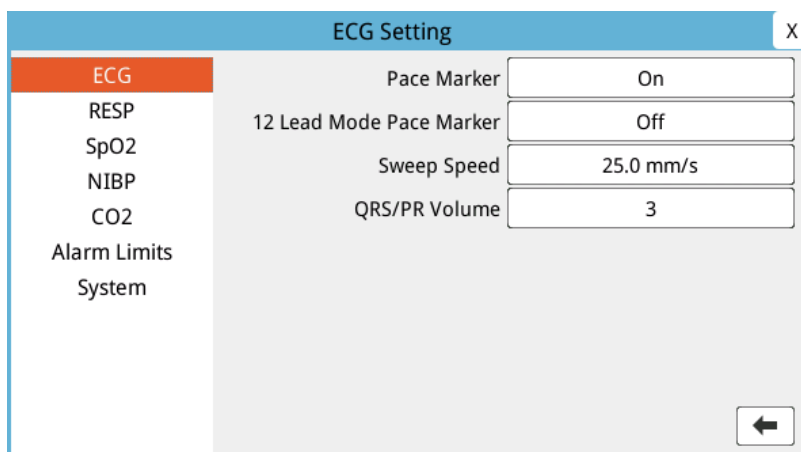 ECG Setting
X
ECG
RESP
SpO2
NIBP
CO2
Alarm Limits
System
Pace Marker On
12 Lead Mode Pace Marker Off
Sweep Speed 25.0 mm/s
QRS/PR Volume 3